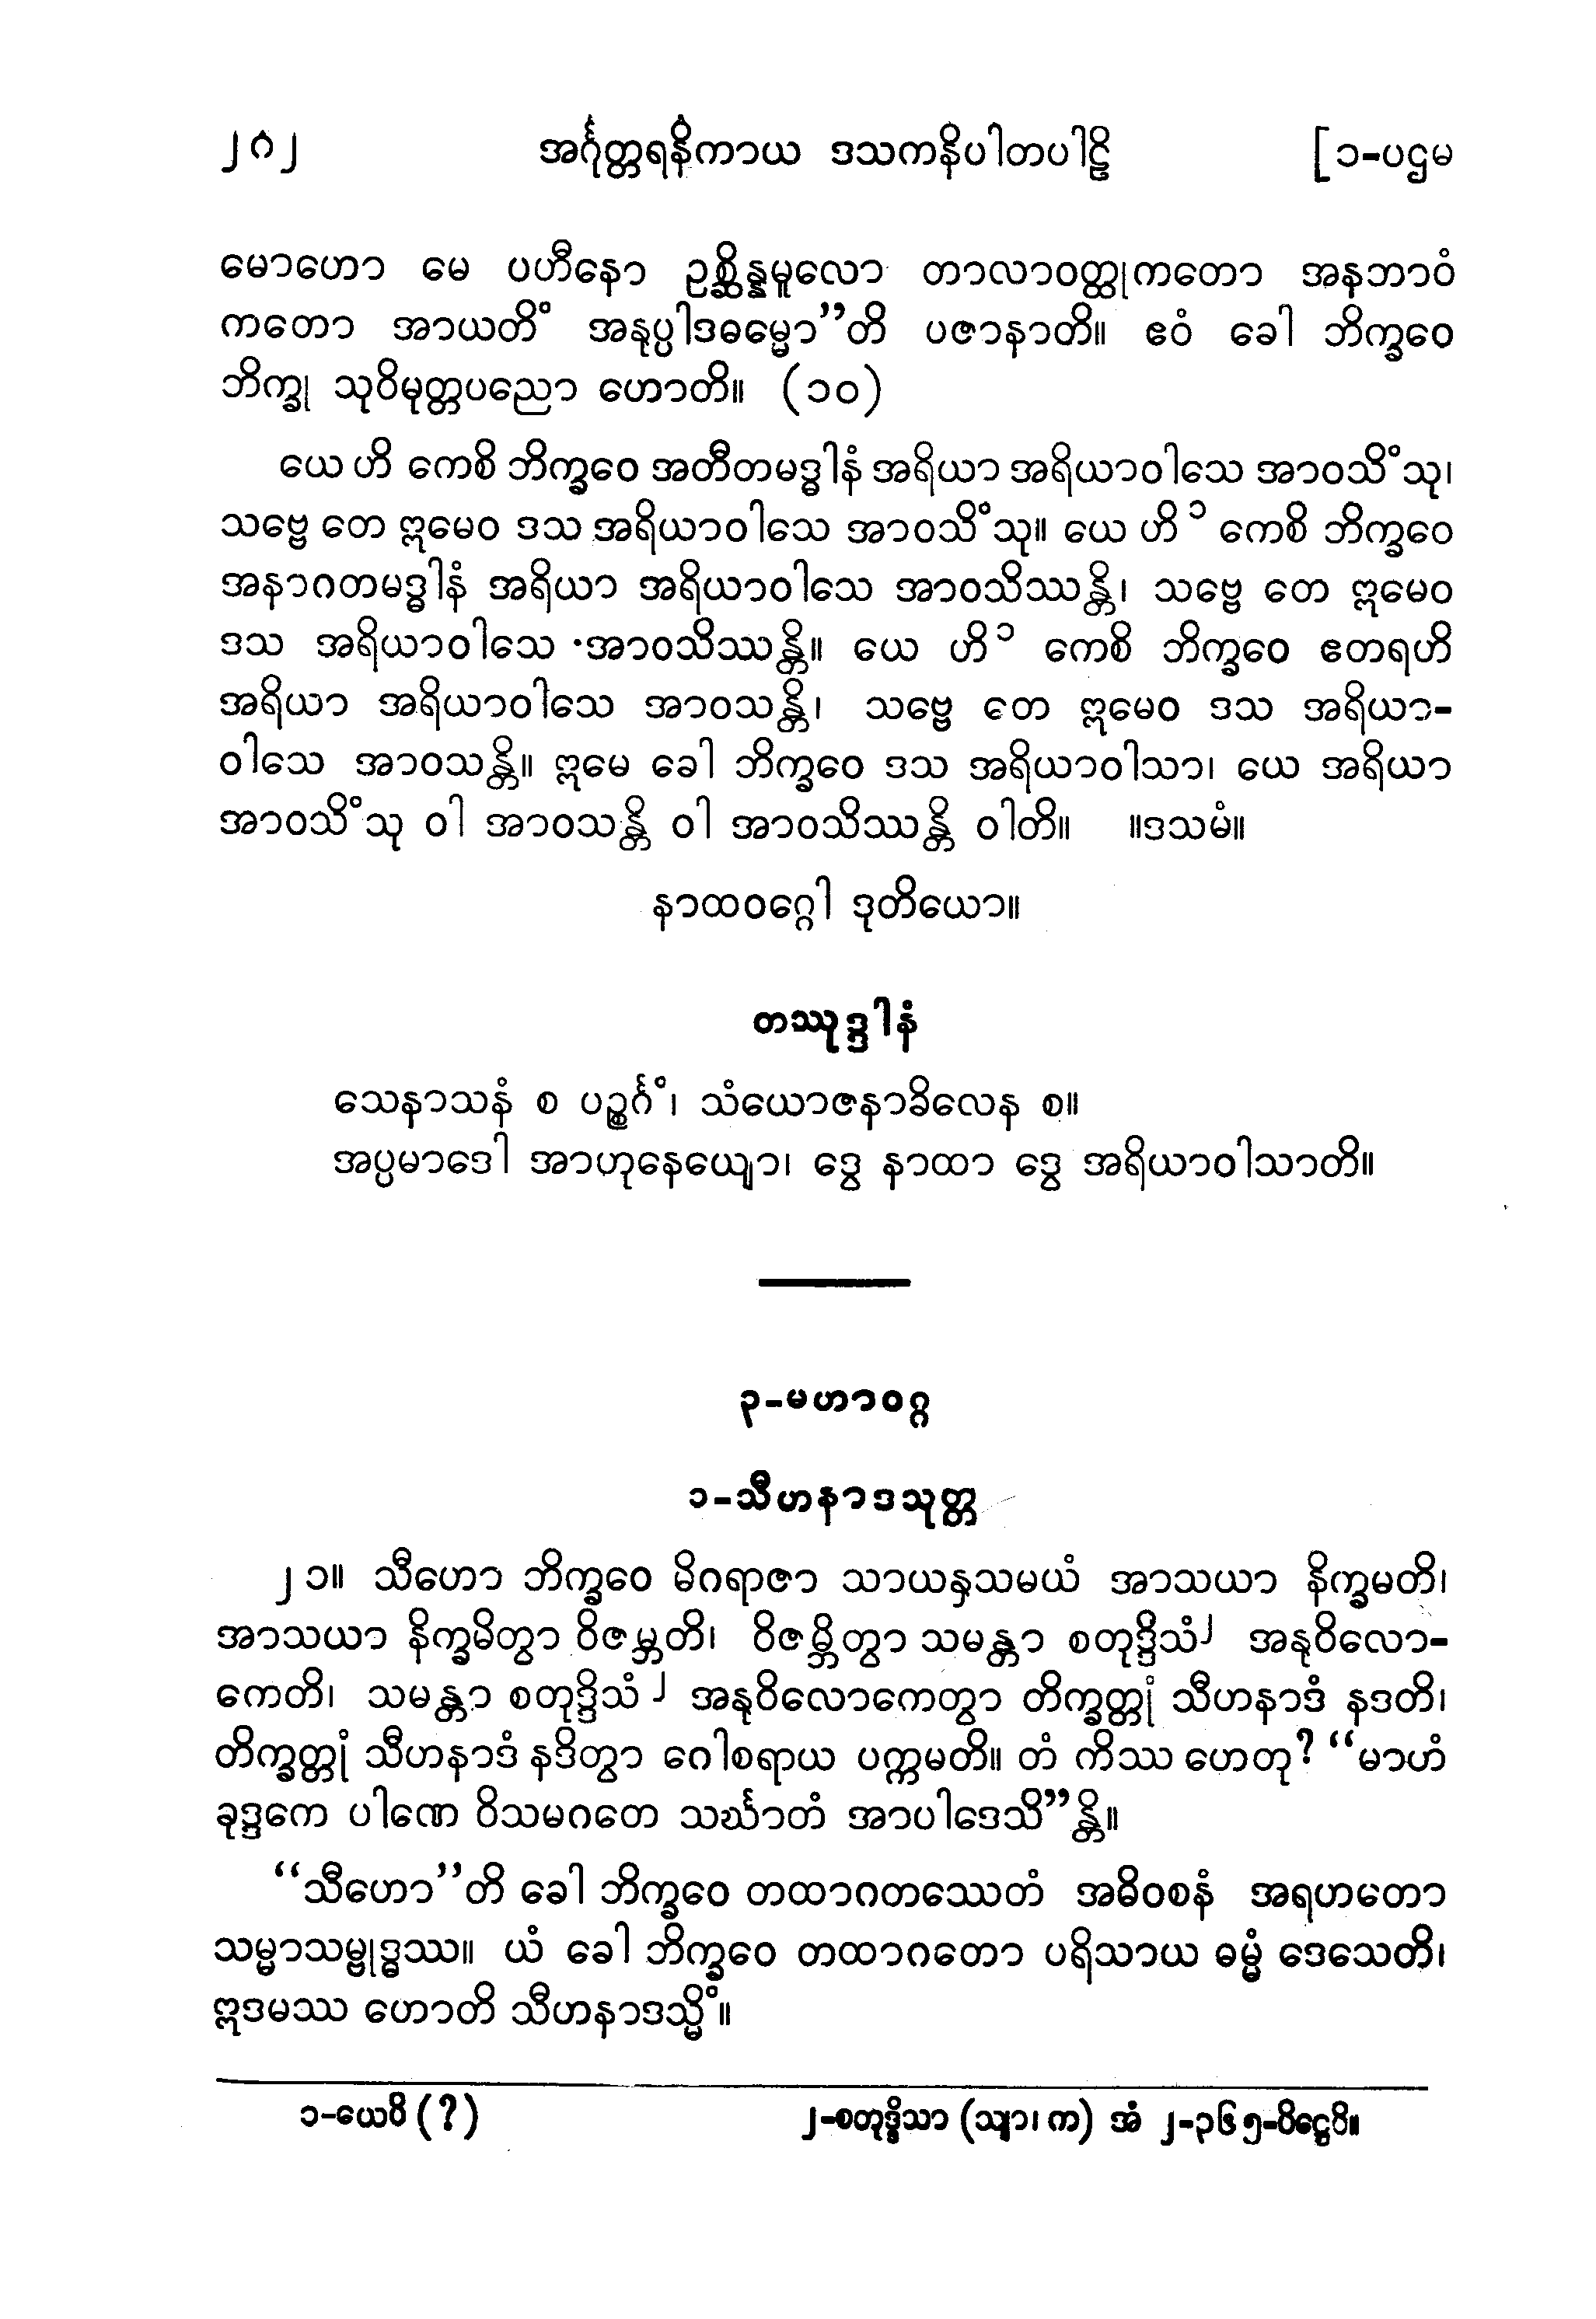 ၂၈၂ အင်္ဂုတ္တရနိကာယ ဒသကနိပါတပါဠိ [၁-ပဌမ
မောဟော မေ ပဟီနော ဥစ္ဆိန္နမူလော တာလာဝတ္ထုကတော အနဘာဝံ
ကတော အာယတိံ အနုပ္ပါဒဓမ္မော”တိ ပဇာနာတိ။ ဧဝံ ခေါ ဘိက္ခဝေ
ဘိက္ခု သုဝိမုတ္တပညော ဟောတိ။ (၁၀)
ယေ ဟိ ကေစိ ဘိက္ခဝေ အတီတမဒ္ဓါနံ အရိယာ အရိယာဝါသေ အာဝသိံသု၊
သဗ္ဗေ တေ ဣမေဝ ဒသ အရိယာဝါသေ အာဝသိံသု။ ယေ ဟိ ၁ ကေစိ ဘိက္ခဝေ
အနာဂတမဒ္ဓါနံ အရိယာ အရိယာဝါသေ အာဝသိဿန္တိ၊ သဗ္ဗေ တေ ဣမေဝ
ဒသ အရိယာဝါသေ အာဝသိဿန္တိ။ ယေ ဟိ ၁ ကေစိ ဘိက္ခဝေ ဧတရဟိ
အရိယာ အရိယာဝါသေ အာဝသန္တိ၊ သဗ္ဗေ တေ ဣမေဝ ဒသ အရိယာ-
ဝါသေ အာဝသန္တိ။ ဣမေ ခေါ ဘိက္ခဝေ ဒသ အရိယာဝါသာ၊ ယေ အရိယာ
အာဝသိံသု ဝါ အာဝသန္တိ ဝါ အာဝသိဿန္တိ ဝါတိ။ ။ဒသမံ။
နာထဝဂ္ဂေါ ဒုတိယော။
တဿုဒ္ဒါနံ
သေနာသနံ စ ပဉ္စင်္ဂံ၊ သံယောဇနာခိလေန စ။
အပ္ပမာဒေါ အာဟုနေယျော၊ ဒွေ နာထာ ဒွေ အရိယာဝါသာတိ။
၃-မဟာဝဂ္ဂ
၁-သီဟနာဒသုတ္တ
၂၁။ သီဟော ဘိက္ခဝေ မိဂရာဇာ သာယနှသမယံ အာသယာ နိက္ခမတိ၊
အာသယာ နိက္ခမိတွာ ဝိဇမ္ဘတိ၊ ဝိဇမ္ဘိတွာ သမန္တာ စတုဒ္ဒိသံ ၂ အနုဝိလော-
ကေတိ၊ သမန္တာ စတုဒ္ဒိသံ ၂ အနုဝိလောကေတွာ တိက္ခတ္တုံ သီဟနာဒံ နဒတိ၊
တိက္ခတ္တုံ သီဟနာဒံ နဒိတွာ ဂေါစရာယ ပက္ကမတိ။ တံ ကိဿ ဟေတု? “မာဟံ
ခုဒ္ဒကေ ပါဏေ ဝိသမဂတေ သင်္ဃာတံ အာပါဒေသိ”န္တိ။
“သီဟော”တိ ခေါ ဘိက္ခဝေ တထာဂတဿေတံ အဓိဝစနံ အရဟတော
သမ္မာသမ္ဗုဒ္ဓဿ။ ယံ ခေါ ဘိက္ခဝေ တထာဂတော ပရိသာယ ဓမ္မံ ဒေသေတိ၊
ဣဒမဿ ဟောတိ သီဟနာဒသ္မိံ။
၁-ယေပိ (?) ၂-စတုဒ္ဒိသာ (သျာ၊ က) အံ ၂-၃၆၅-ပိဋ္ဌေပိ။